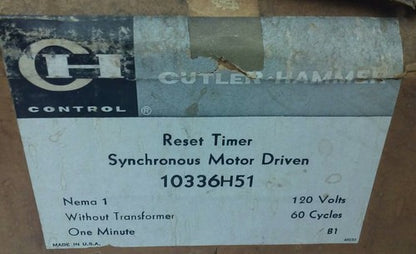 CH
CONTROL ®
CUTLER-HAMMER
Reset Timer
Synchronous Motor Driven
10336H51
Nema 1 120 Volts
Without Transformer 60 Cycles
One Minute B1
MADE IN U.S.A.